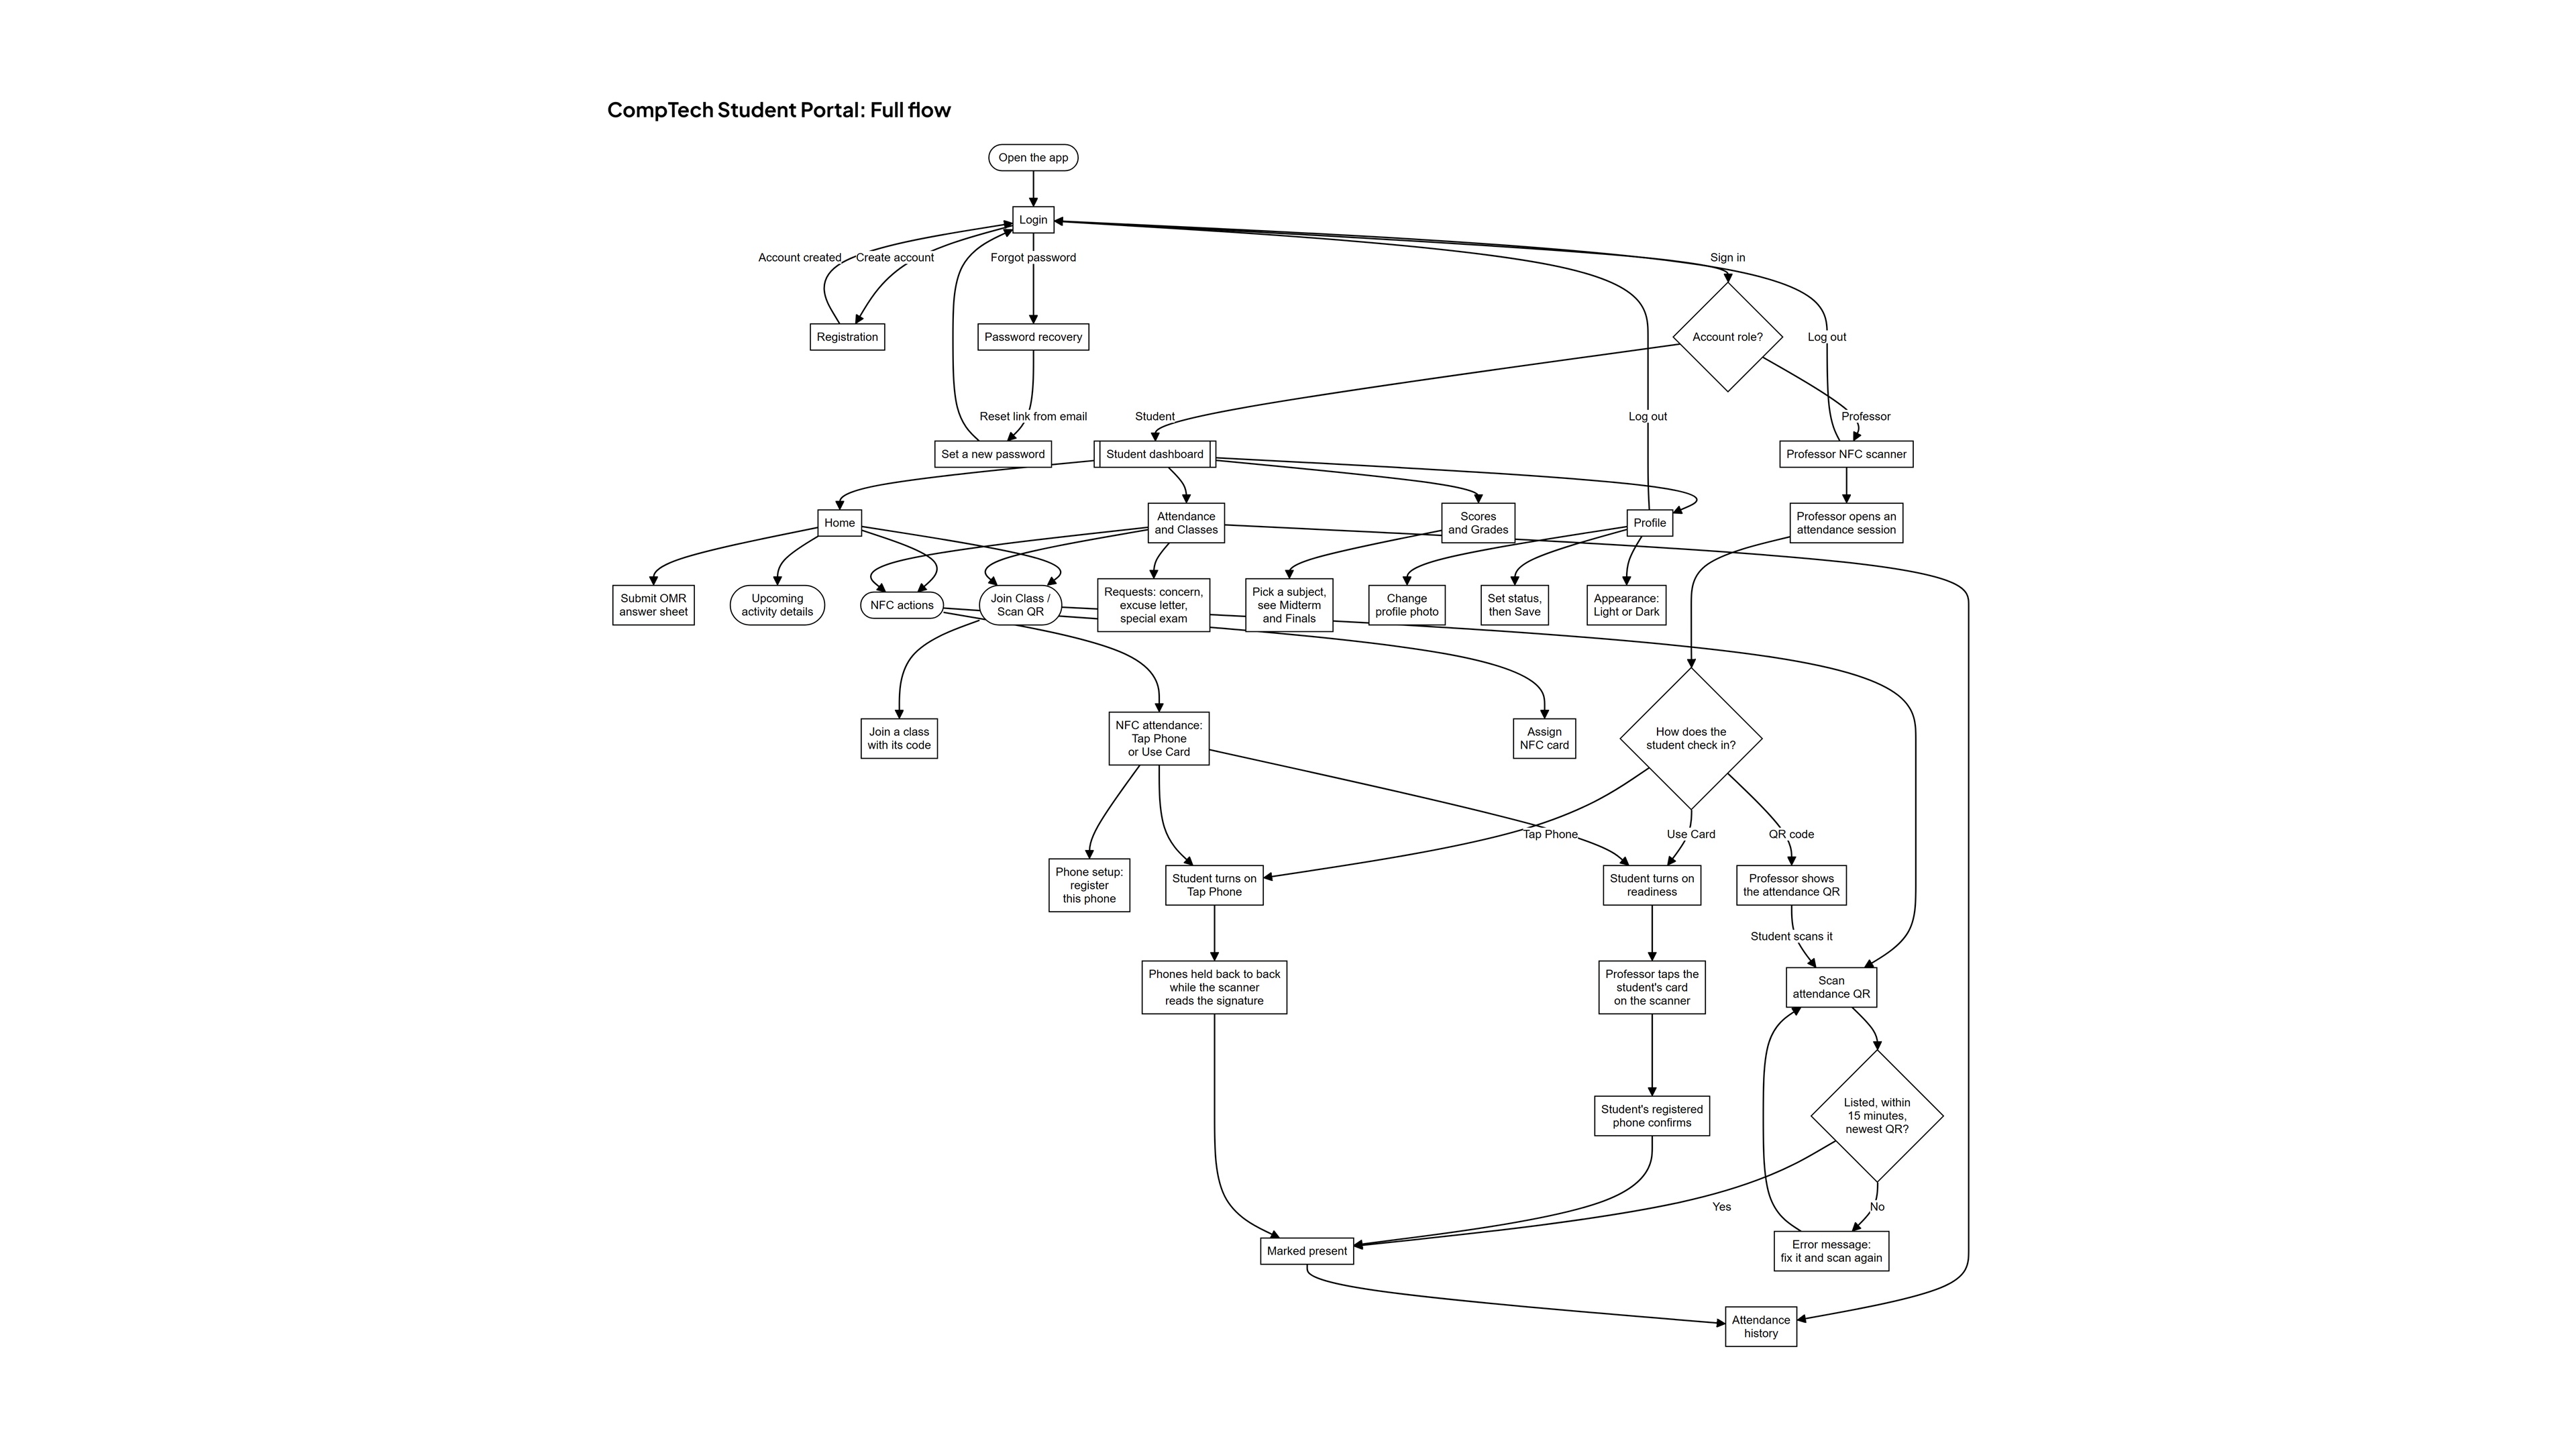 CompTech Student Portal: Full flow
Open the app
Login
Account created
Create account
Forgot password
Sign in
Registration
Password recovery
Account role?
Log out
Reset link from email
Student
Log out
Professor
Set a new password
Student dashboard
Professor NFC scanner
Home
Attendance
and Classes
Scores
and Grades
Profile
Professor opens an
attendance session
Submit OMR
answer sheet
Upcoming
activity details
NFC actions
Join Class /
Scan QR
Requests: concern,
excuse letter,
special exam
Pick a subject,
see Midterm
and Finals
Change
profile photo
Set status,
then Save
Appearance:
Light or Dark
Join a class
with its code
NFC attendance:
Tap Phone
or Use Card
Assign
NFC card
How does the
student check in?
Tap Phone
Use Card
QR code
Phone setup:
register
this phone
Student turns on
Tap Phone
Student turns on
readiness
Professor shows
the attendance QR
Student scans it
Phones held back to back
while the scanner
reads the signature
Professor taps the
student's card
on the scanner
Scan
attendance QR
Student's registered
phone confirms
Listed, within
15 minutes,
newest QR?
Yes
No
Marked present
Error message:
fix it and scan again
Attendance
history